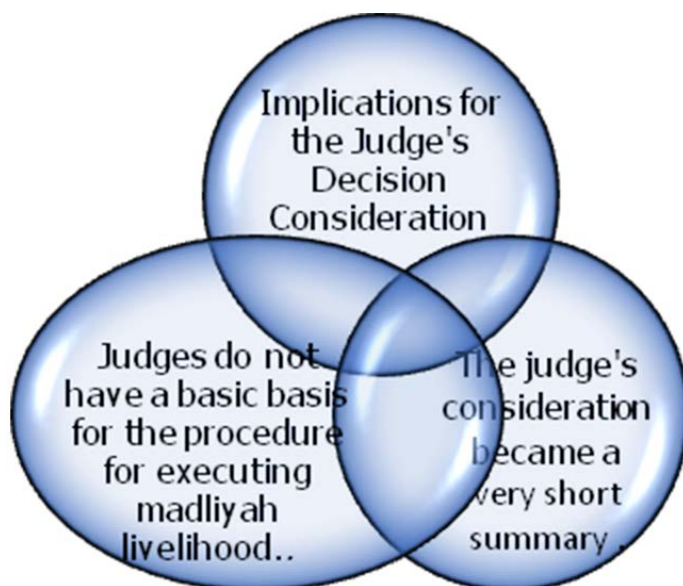 Implications for
the Judge's
Decision
Consideration
Judges do not
have a basic basis
for the procedure
for executing
madliyah
livelihood..
The judge's
consideration
became a
very short
summary .